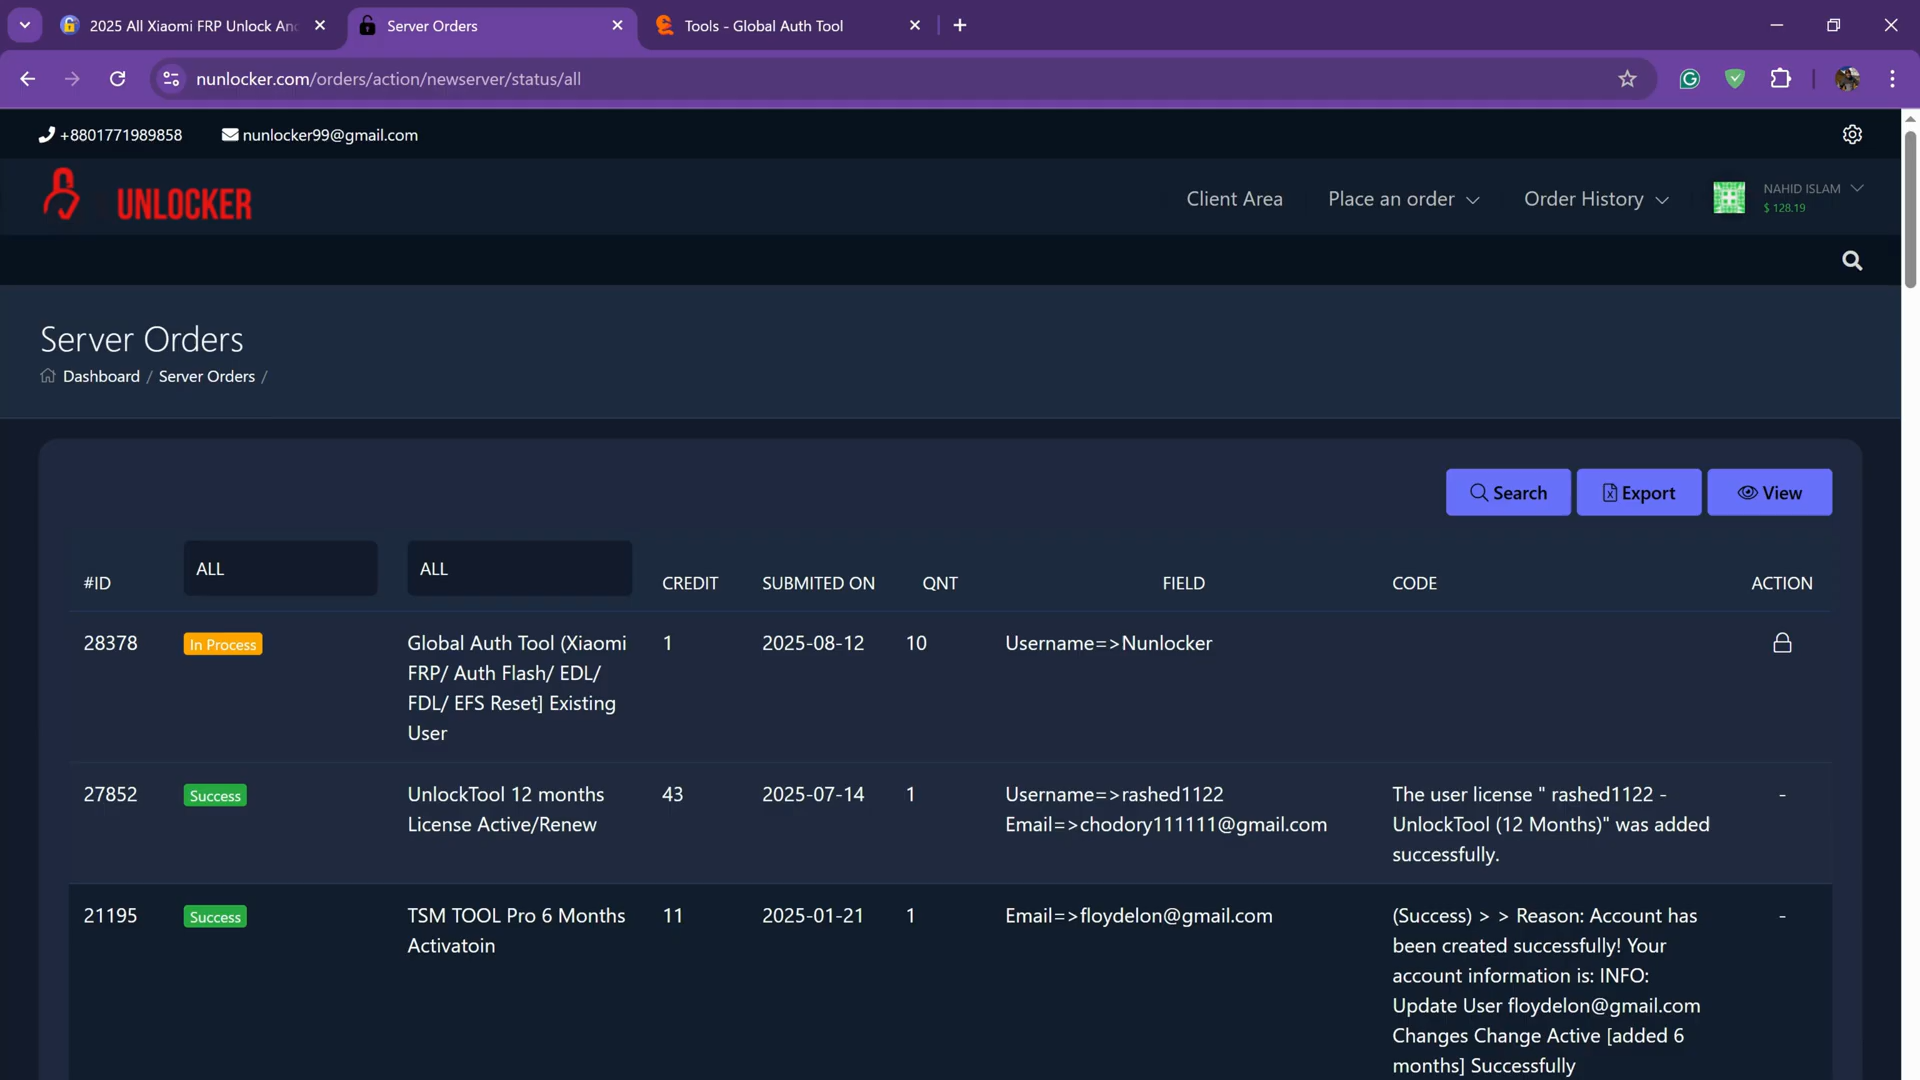 2025 All Xiaomi FRP Unlock And
Server Orders
Tools - Global Auth Tool
nunlocker.com/orders/action/newserver/status/all
+8801771989858
nunlocker99@gmail.com
UNLOCKER
Client Area
Place an order
Order History
NAHID ISLAM
$ 128.19
Server Orders
Dashboard / Server Orders /
Search
Export
View
#ID
ALL
ALL
CREDIT
SUBMITED ON
QNT
FIELD
CODE
ACTION
28378
In Process
Global Auth Tool (Xiaomi
FRP/ Auth Flash/ EDL/
FDL/ EFS Reset] Existing
User
1
2025-08-12
10
Username=>Nunlocker
27852
Success
UnlockTool 12 months
License Active/Renew
43
2025-07-14
1
Username=>rashed1122
Email=>chodory111111@gmail.com
The user license " rashed1122 -
UnlockTool (12 Months)" was added
successfully.
-
21195
Success
TSM TOOL Pro 6 Months
Activatoin
11
2025-01-21
1
Email=>floydelon@gmail.com
(Success) > > Reason: Account has
been created successfully! Your
account information is: INFO:
Update User floydelon@gmail.com
Changes Change Active [added 6
months] Successfully
-